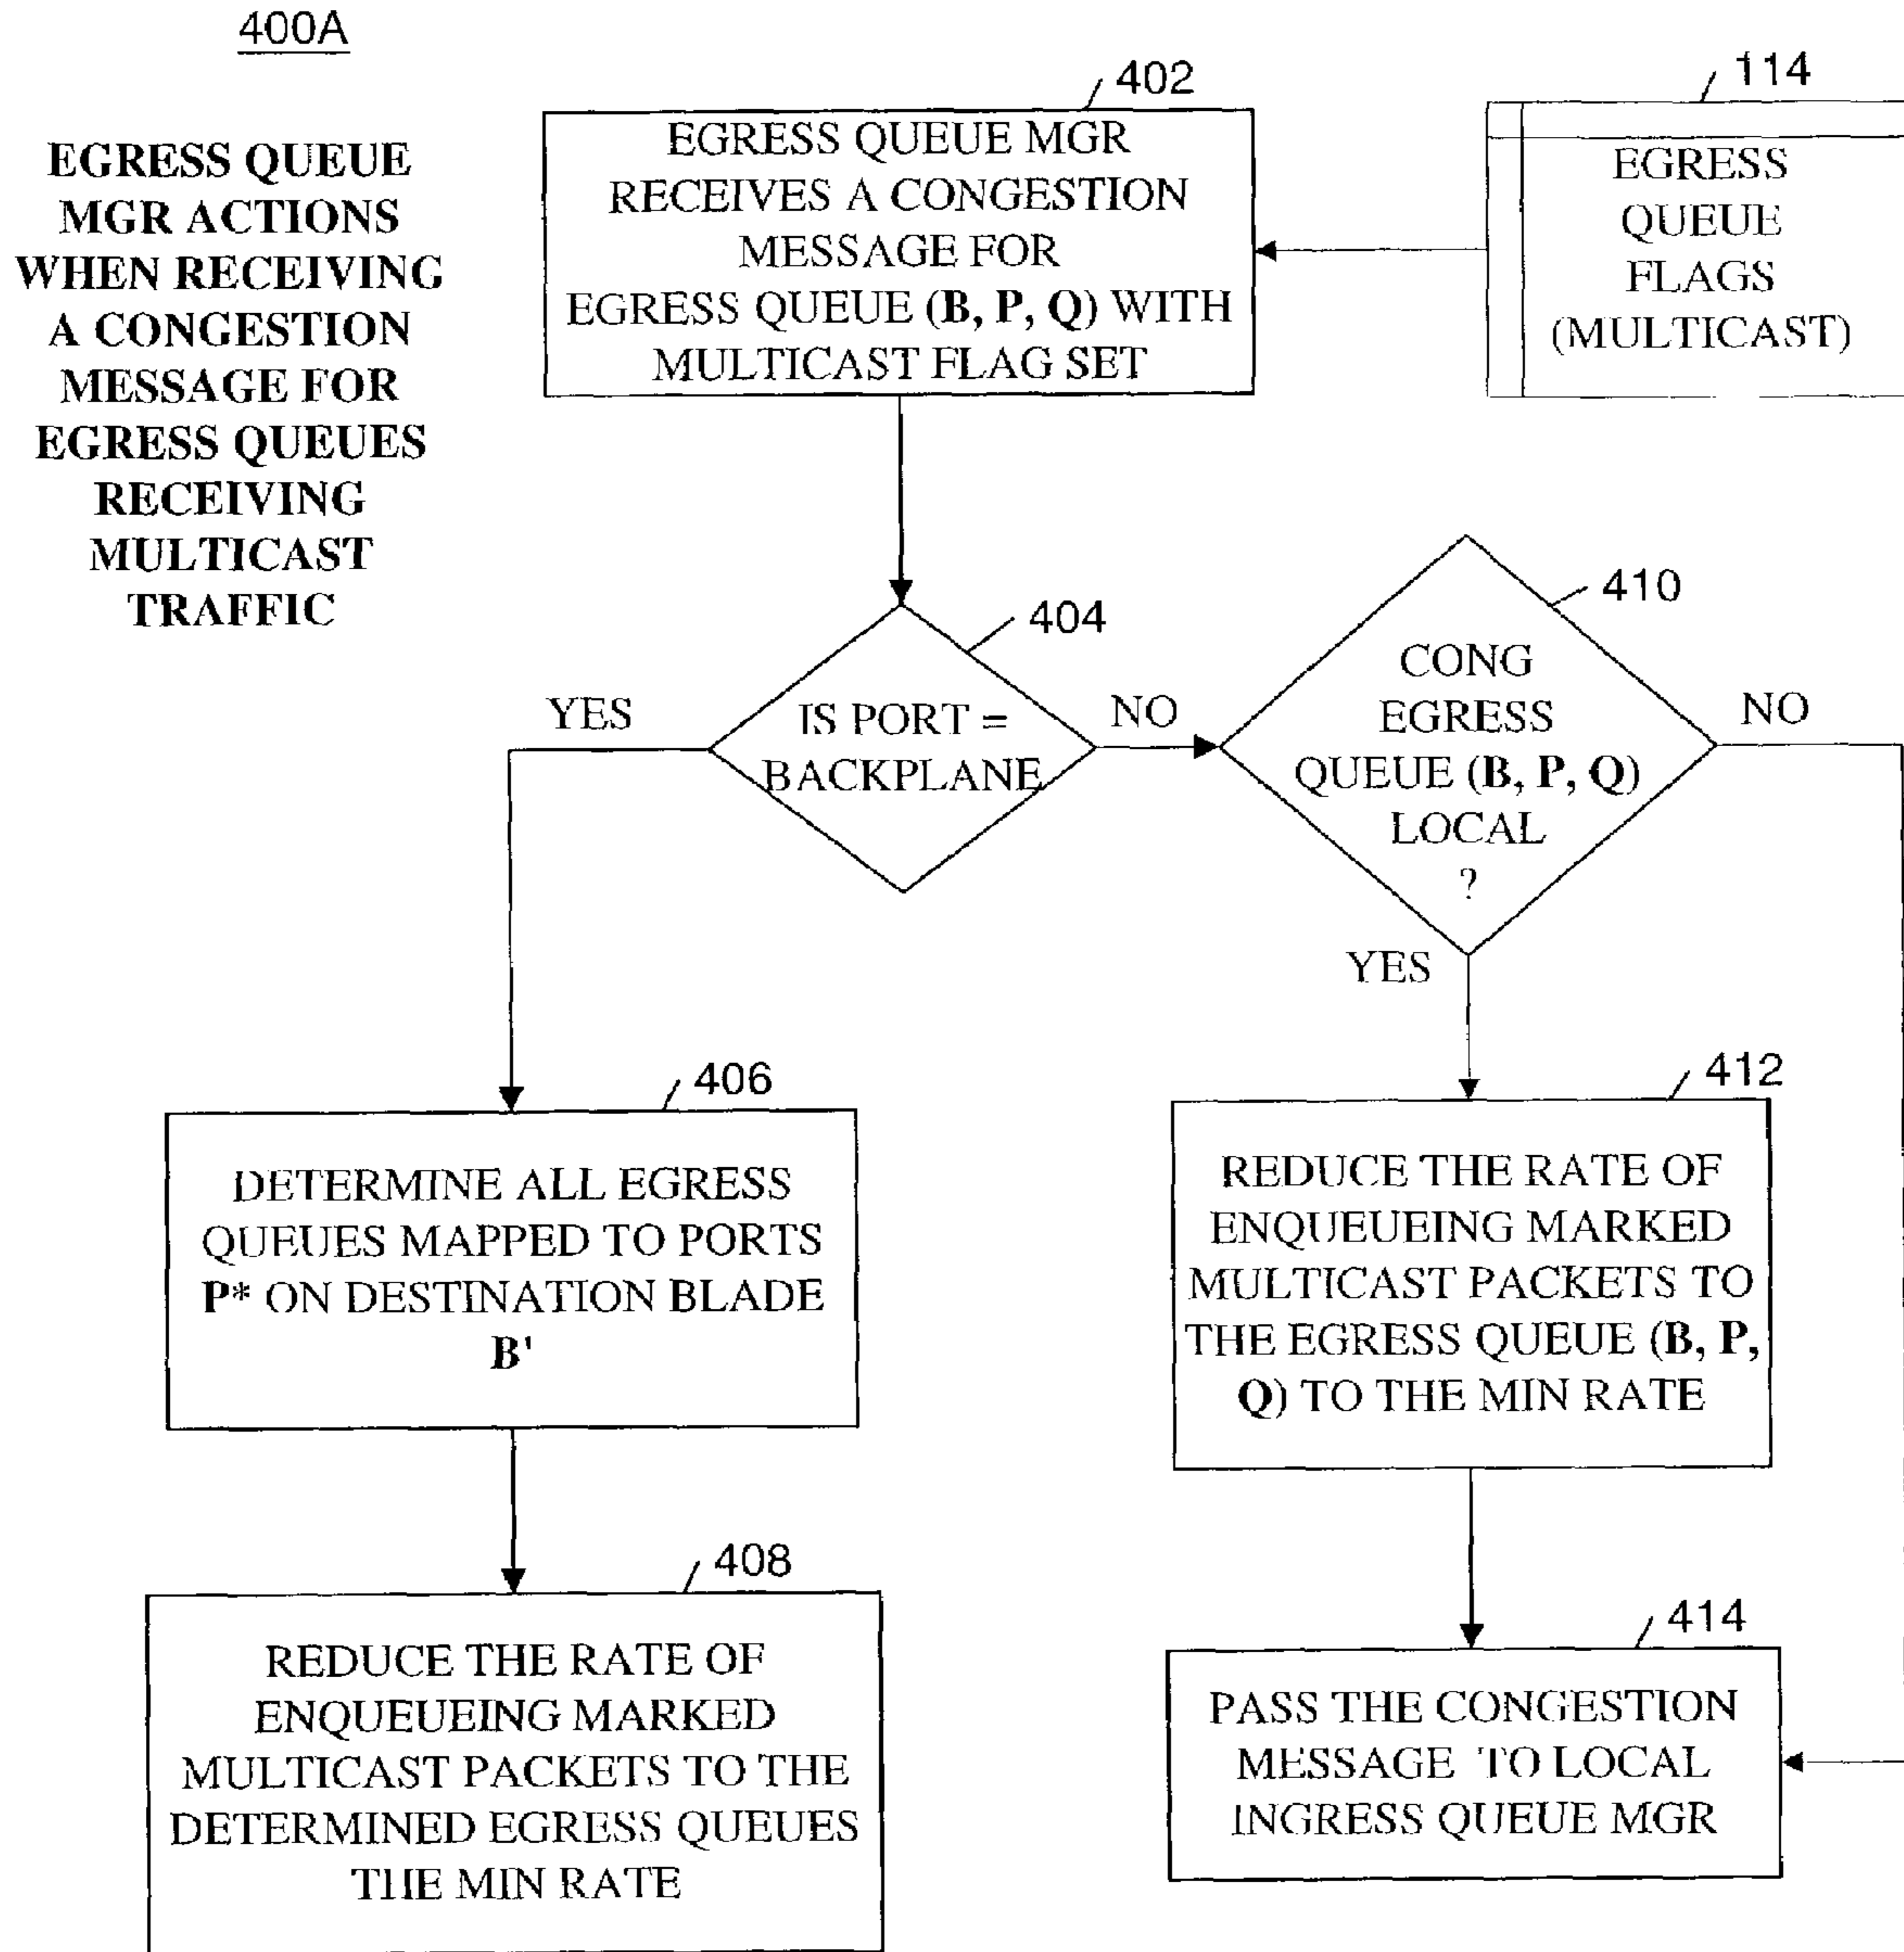 400A
EGRESS QUEUE
MGR ACTIONS
WHEN RECEIVING
A CONGESTION
MESSAGE FOR
EGRESS QUEUES
RECEIVING
MULTICAST
TRAFFIC
402
EGRESS QUEUE MGR
RECEIVES A CONGESTION
MESSAGE FOR
EGRESS QUEUE (B, P, Q) WITH
MULTICAST FLAG SET
114
EGRESS
QUEUE
FLAGS
(MULTICAST)
404
IS PORT =
BACKPLANE
YES
NO
410
CONG
EGRESS
QUEUE (B, P, Q)
LOCAL
?
NO
YES
406
DETERMINE ALL EGRESS
QUEUES MAPPED TO PORTS
P* ON DESTINATION BLADE
B'
412
REDUCE THE RATE OF
ENQUEUEING MARKED
MULTICAST PACKETS TO
THE EGRESS QUEUE (B, P,
Q) TO THE MIN RATE
408
REDUCE THE RATE OF
ENQUEUEING MARKED
MULTICAST PACKETS TO THE
DETERMINED EGRESS QUEUES
THE MIN RATE
414
PASS THE CONGESTION
MESSAGE TO LOCAL
INGRESS QUEUE MGR